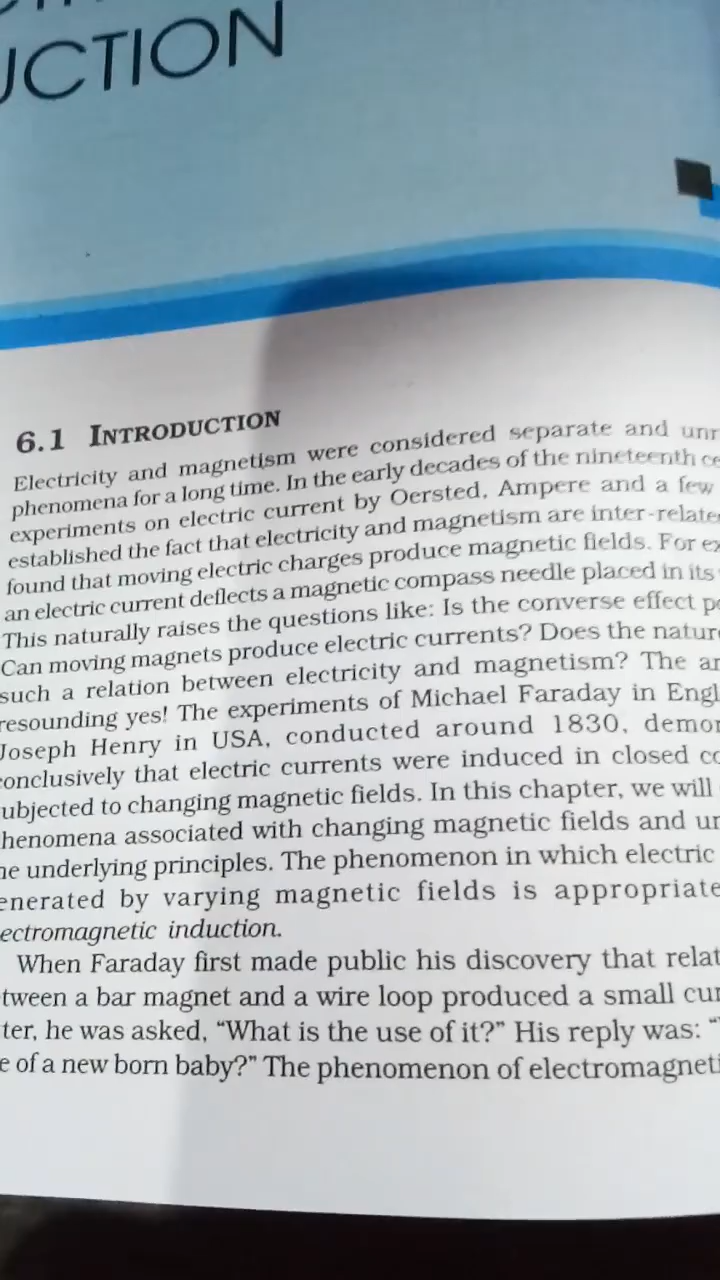 UCTION
6.1 INTRODUCTION
Electricity and magnetism were considered separate and unr
phenomena for a long time. In the early decades of the nineteenth ce
experiments on electric current by Oersted, Ampere and a few
established the fact that electricity and magnetism are inter-relate
found that moving electric charges produce magnetic fields. For ex
an electric current deflects a magnetic compass needle placed in its
This naturally raises the questions like: Is the converse effect po
Can moving magnets produce electric currents? Does the nature
such a relation between electricity and magnetism? The an
resounding yes! The experiments of Michael Faraday in Engl
Joseph Henry in USA, conducted around 1830, demon
conclusively that electric currents were induced in closed co
ubjected to changing magnetic fields. In this chapter, we will
henomena associated with changing magnetic fields and un
he underlying principles. The phenomenon in which electric
enerated by varying magnetic fields is appropriate
ectromagnetic induction.
When Faraday first made public his discovery that relat
tween a bar magnet and a wire loop produced a small cur
ter, he was asked, “What is the use of it?” His reply was: “
e of a new born baby?” The phenomenon of electromagneti